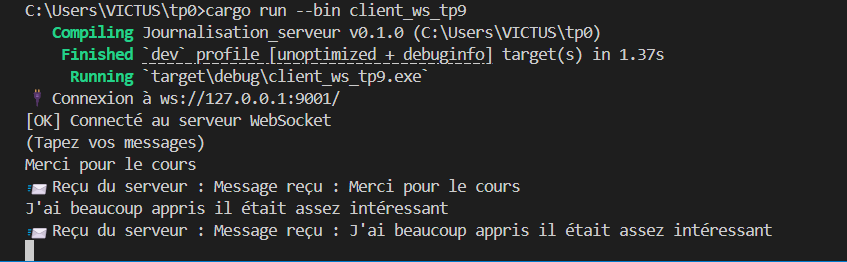 C:\Users\VICTUS\tp0>cargo run --bin client_ws_tp9
Compiling Journalisation_serveur v0.1.0 (C:\Users\VICTUS\tp0)
Finished `dev` profile [unoptimized + debuginfo] target(s) in 1.37s
Running `target\debug\client_ws_tp9.exe`
🔌 Connexion à ws://127.0.0.1:9001/
[OK] Connecté au serveur WebSocket
(Tapez vos messages)
Merci pour le cours
📨 Reçu du serveur : Message reçu : Merci pour le cours
J'ai beaucoup appris il était assez intéressant
📨 Reçu du serveur : Message reçu : J'ai beaucoup appris il était assez intéressant